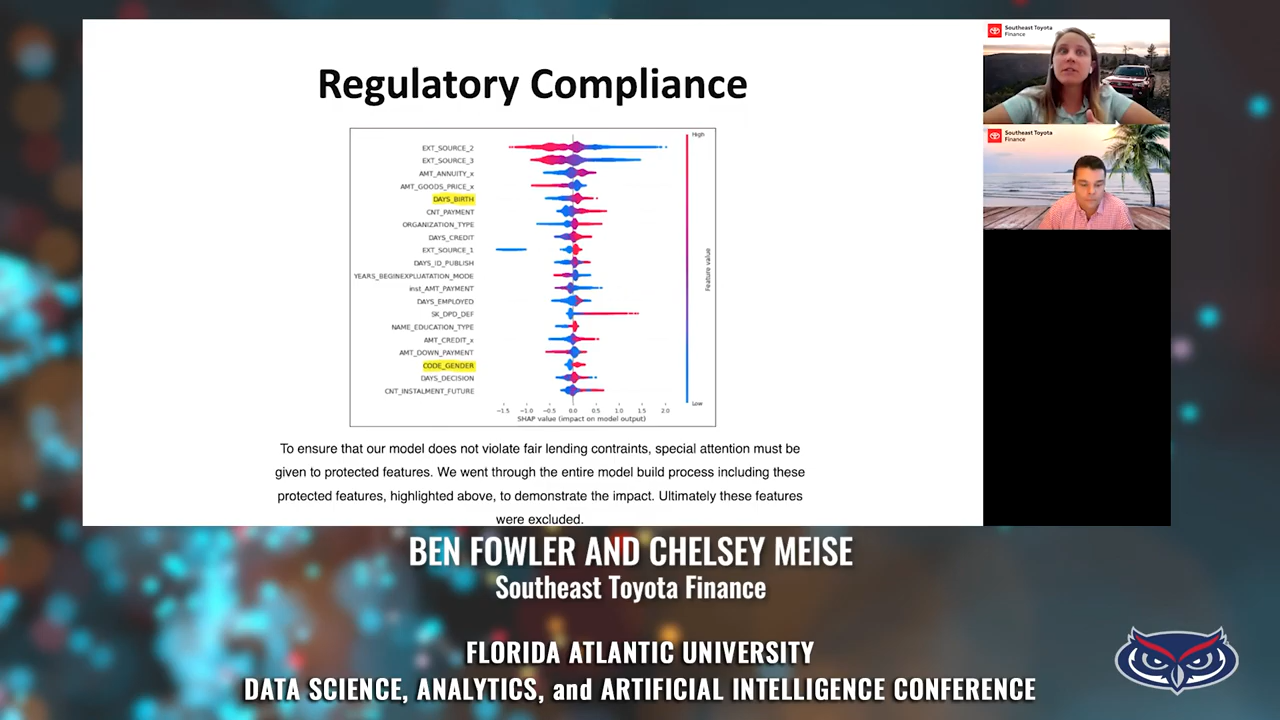 Regulatory Compliance
High
EXT_SOURCE_2
EXT_SOURCE_3
AMT_ANNUITY_x
AMT_GOODS_PRICE_x
DAYS_BIRTH
CNT_PAYMENT
ORGANIZATION_TYPE
DAYS_CREDIT
EXT_SOURCE_1
DAYS_ID_PUBLISH
YEARS_BEGINEXPLUATATION_MODE
inst_AMT_PAYMENT
DAYS_EMPLOYED
SK_DPD_DEF
NAME_EDUCATION_TYPE
AMT_CREDIT_x
AMT_DOWN_PAYMENT
CODE_GENDER
DAYS_DECISION
CNT_INSTALMENT_FUTURE
Feature value
Low
−1.5 −1.0 −0.5 0.0 0.5 1.0 1.5 2.0
SHAP value (impact on model output)
To ensure that our model does not violate fair lending contraints, special attention must be
given to protected features. We went through the entire model build process including these
protected features, highlighted above, to demonstrate the impact. Ultimately these features
were excluded.
Southeast Toyota
Finance
Southeast Toyota
Finance
BEN FOWLER AND CHELSEY MEISE
Southeast Toyota Finance
FLORIDA ATLANTIC UNIVERSITY
DATA SCIENCE, ANALYTICS, and ARTIFICIAL INTELLIGENCE CONFERENCE